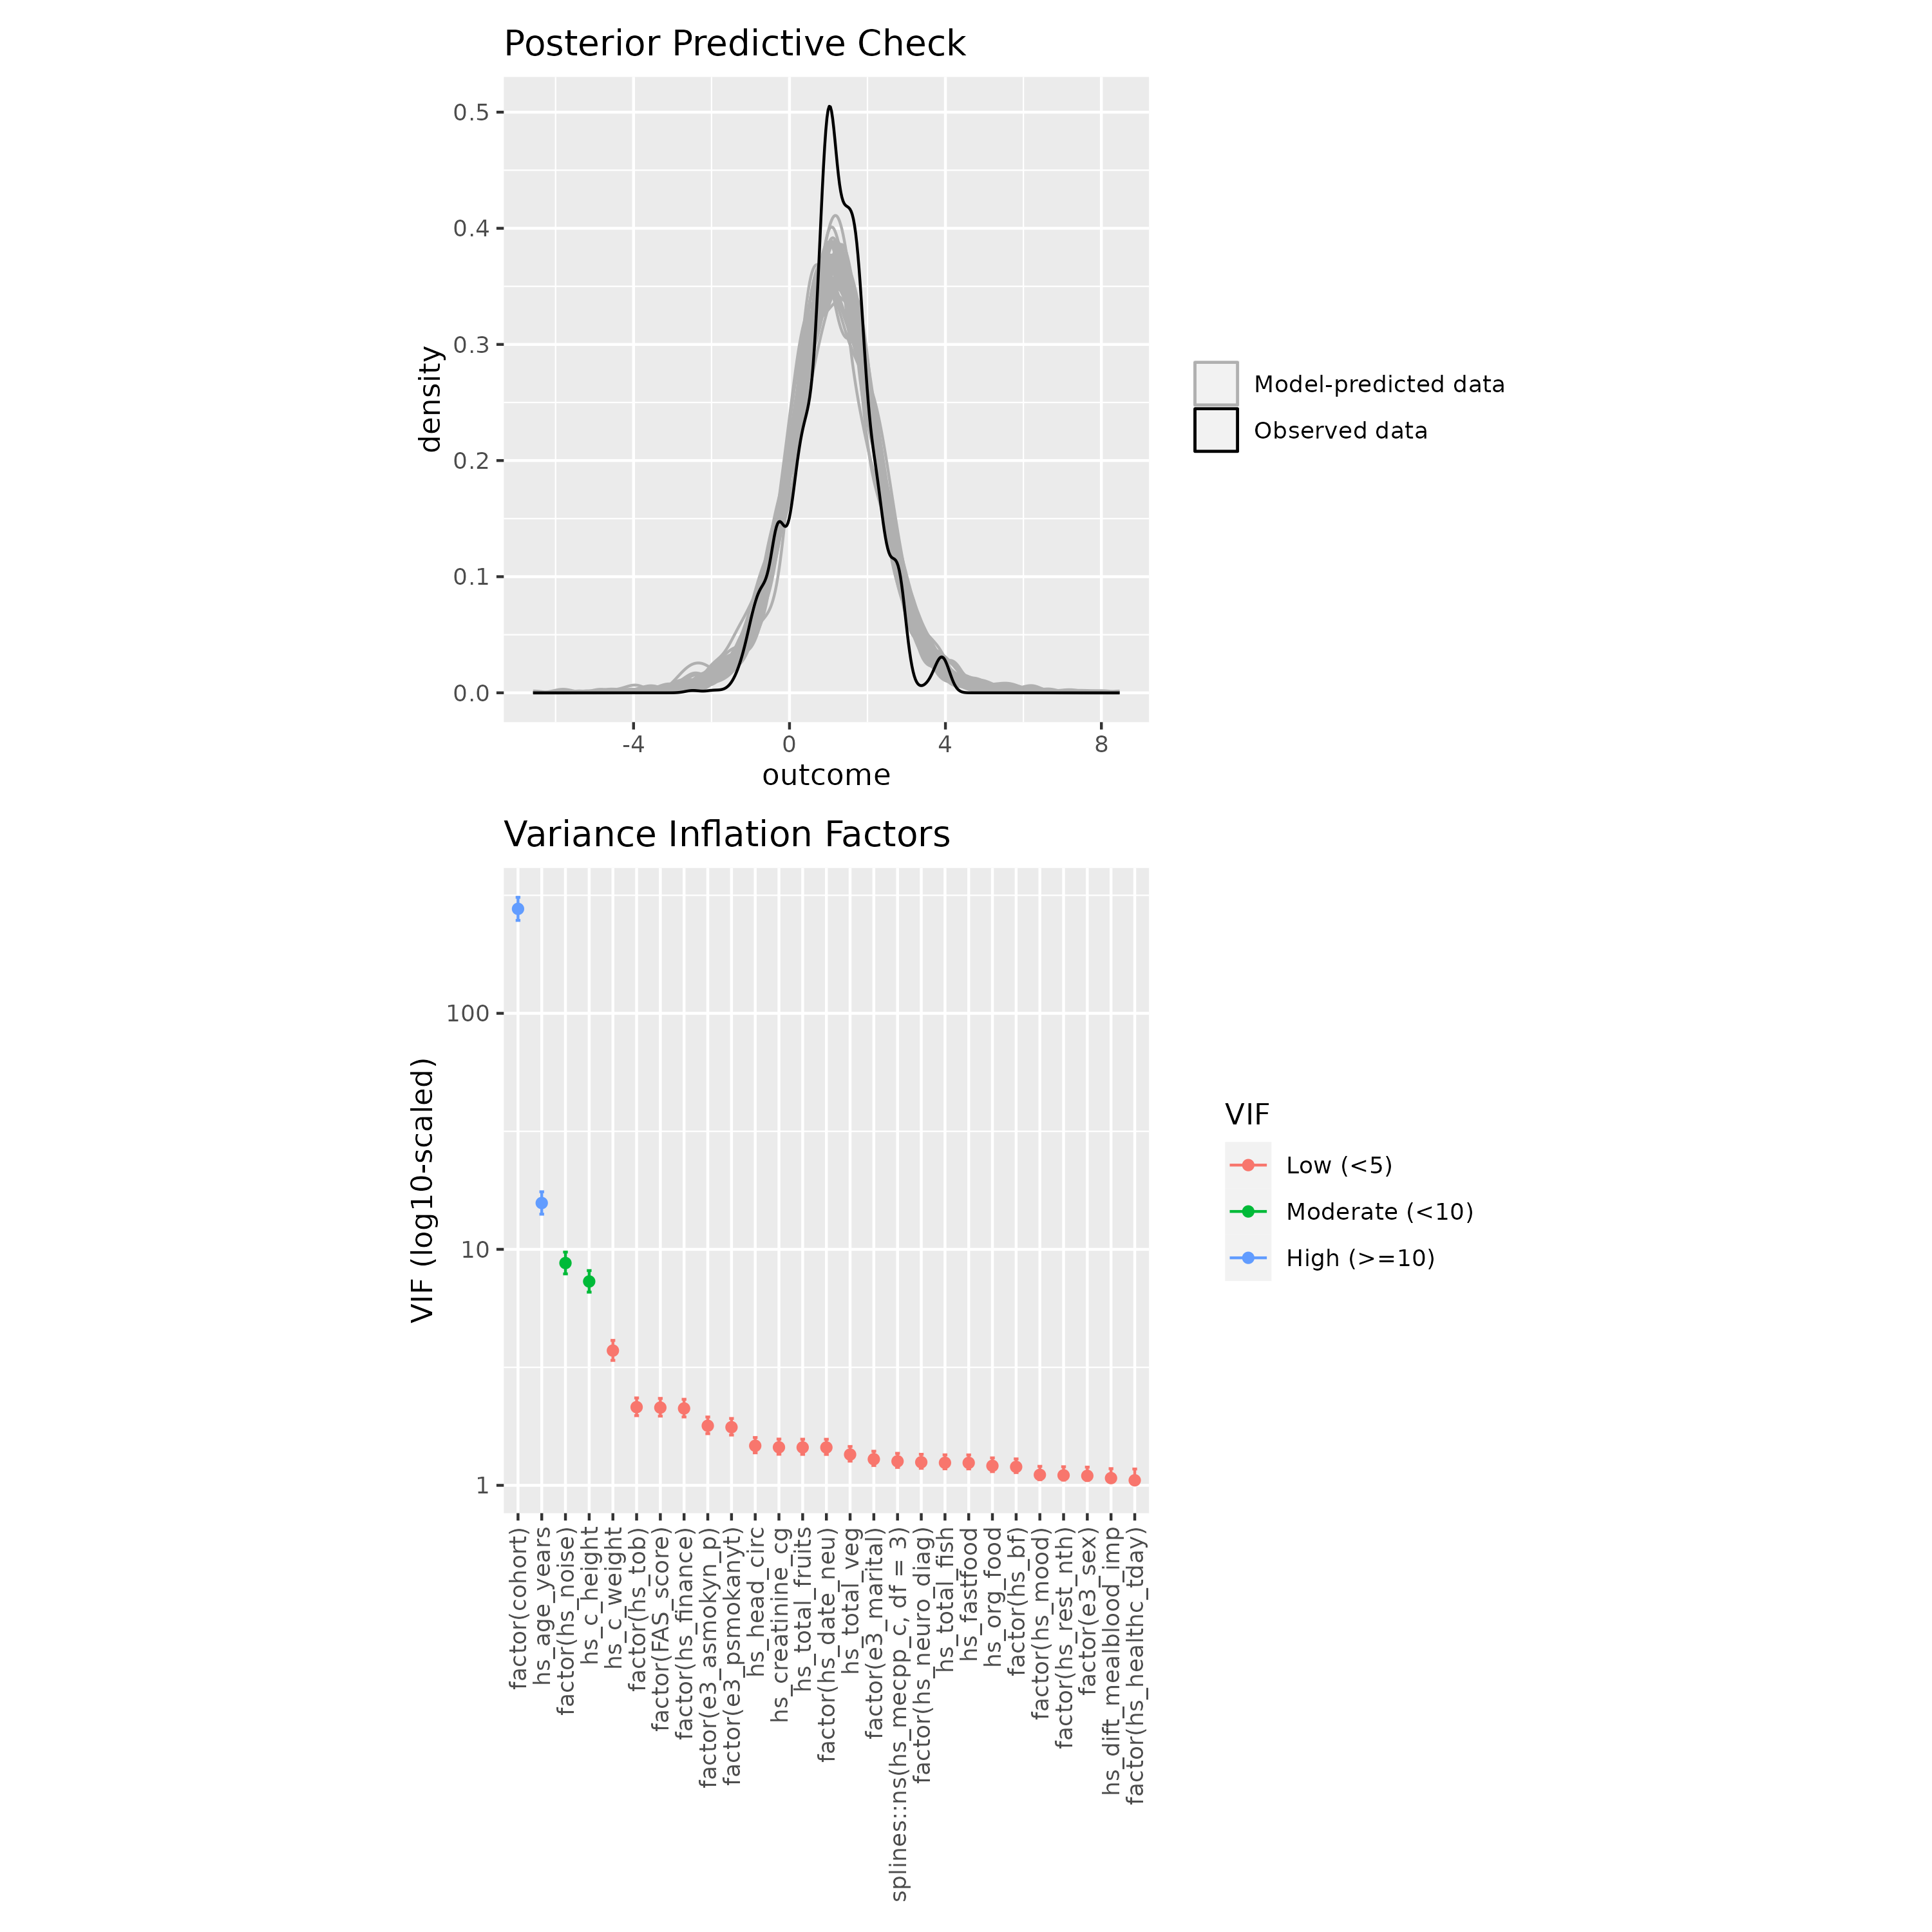 Posterior Predictive Check
0.5
0.4
0.3
0.2
0.1
0.0
density
-4 0 4 8
outcome
Model-predicted data
Observed data
Variance Inflation Factors
100
10
1
VIF (log10-scaled)
factor(cohort)
hs_age_years
factor(hs_noise)
hs_c_height
hs_c_weight
factor(hs_tob)
factor(FAS_score)
factor(hs_finance)
factor(e3_asmokyn_p)
factor(e3_psmokanyt)
hs_head_circ
hs_creatinine_cg
hs_total_fruits
factor(hs_date_neu)
hs_total_veg
factor(e3_marital)
splines::ns(hs_mecpp_c, df = 3)
factor(hs_neuro_diag)
hs_total_fish
hs_fastfood
hs_org_food
factor(hs_bf)
factor(hs_mood)
factor(hs_rest_nth)
factor(e3_sex)
hs_dift_mealblood_imp
factor(hs_healthc_tday)
VIF
Low (<5)
Moderate (<10)
High (>=10)